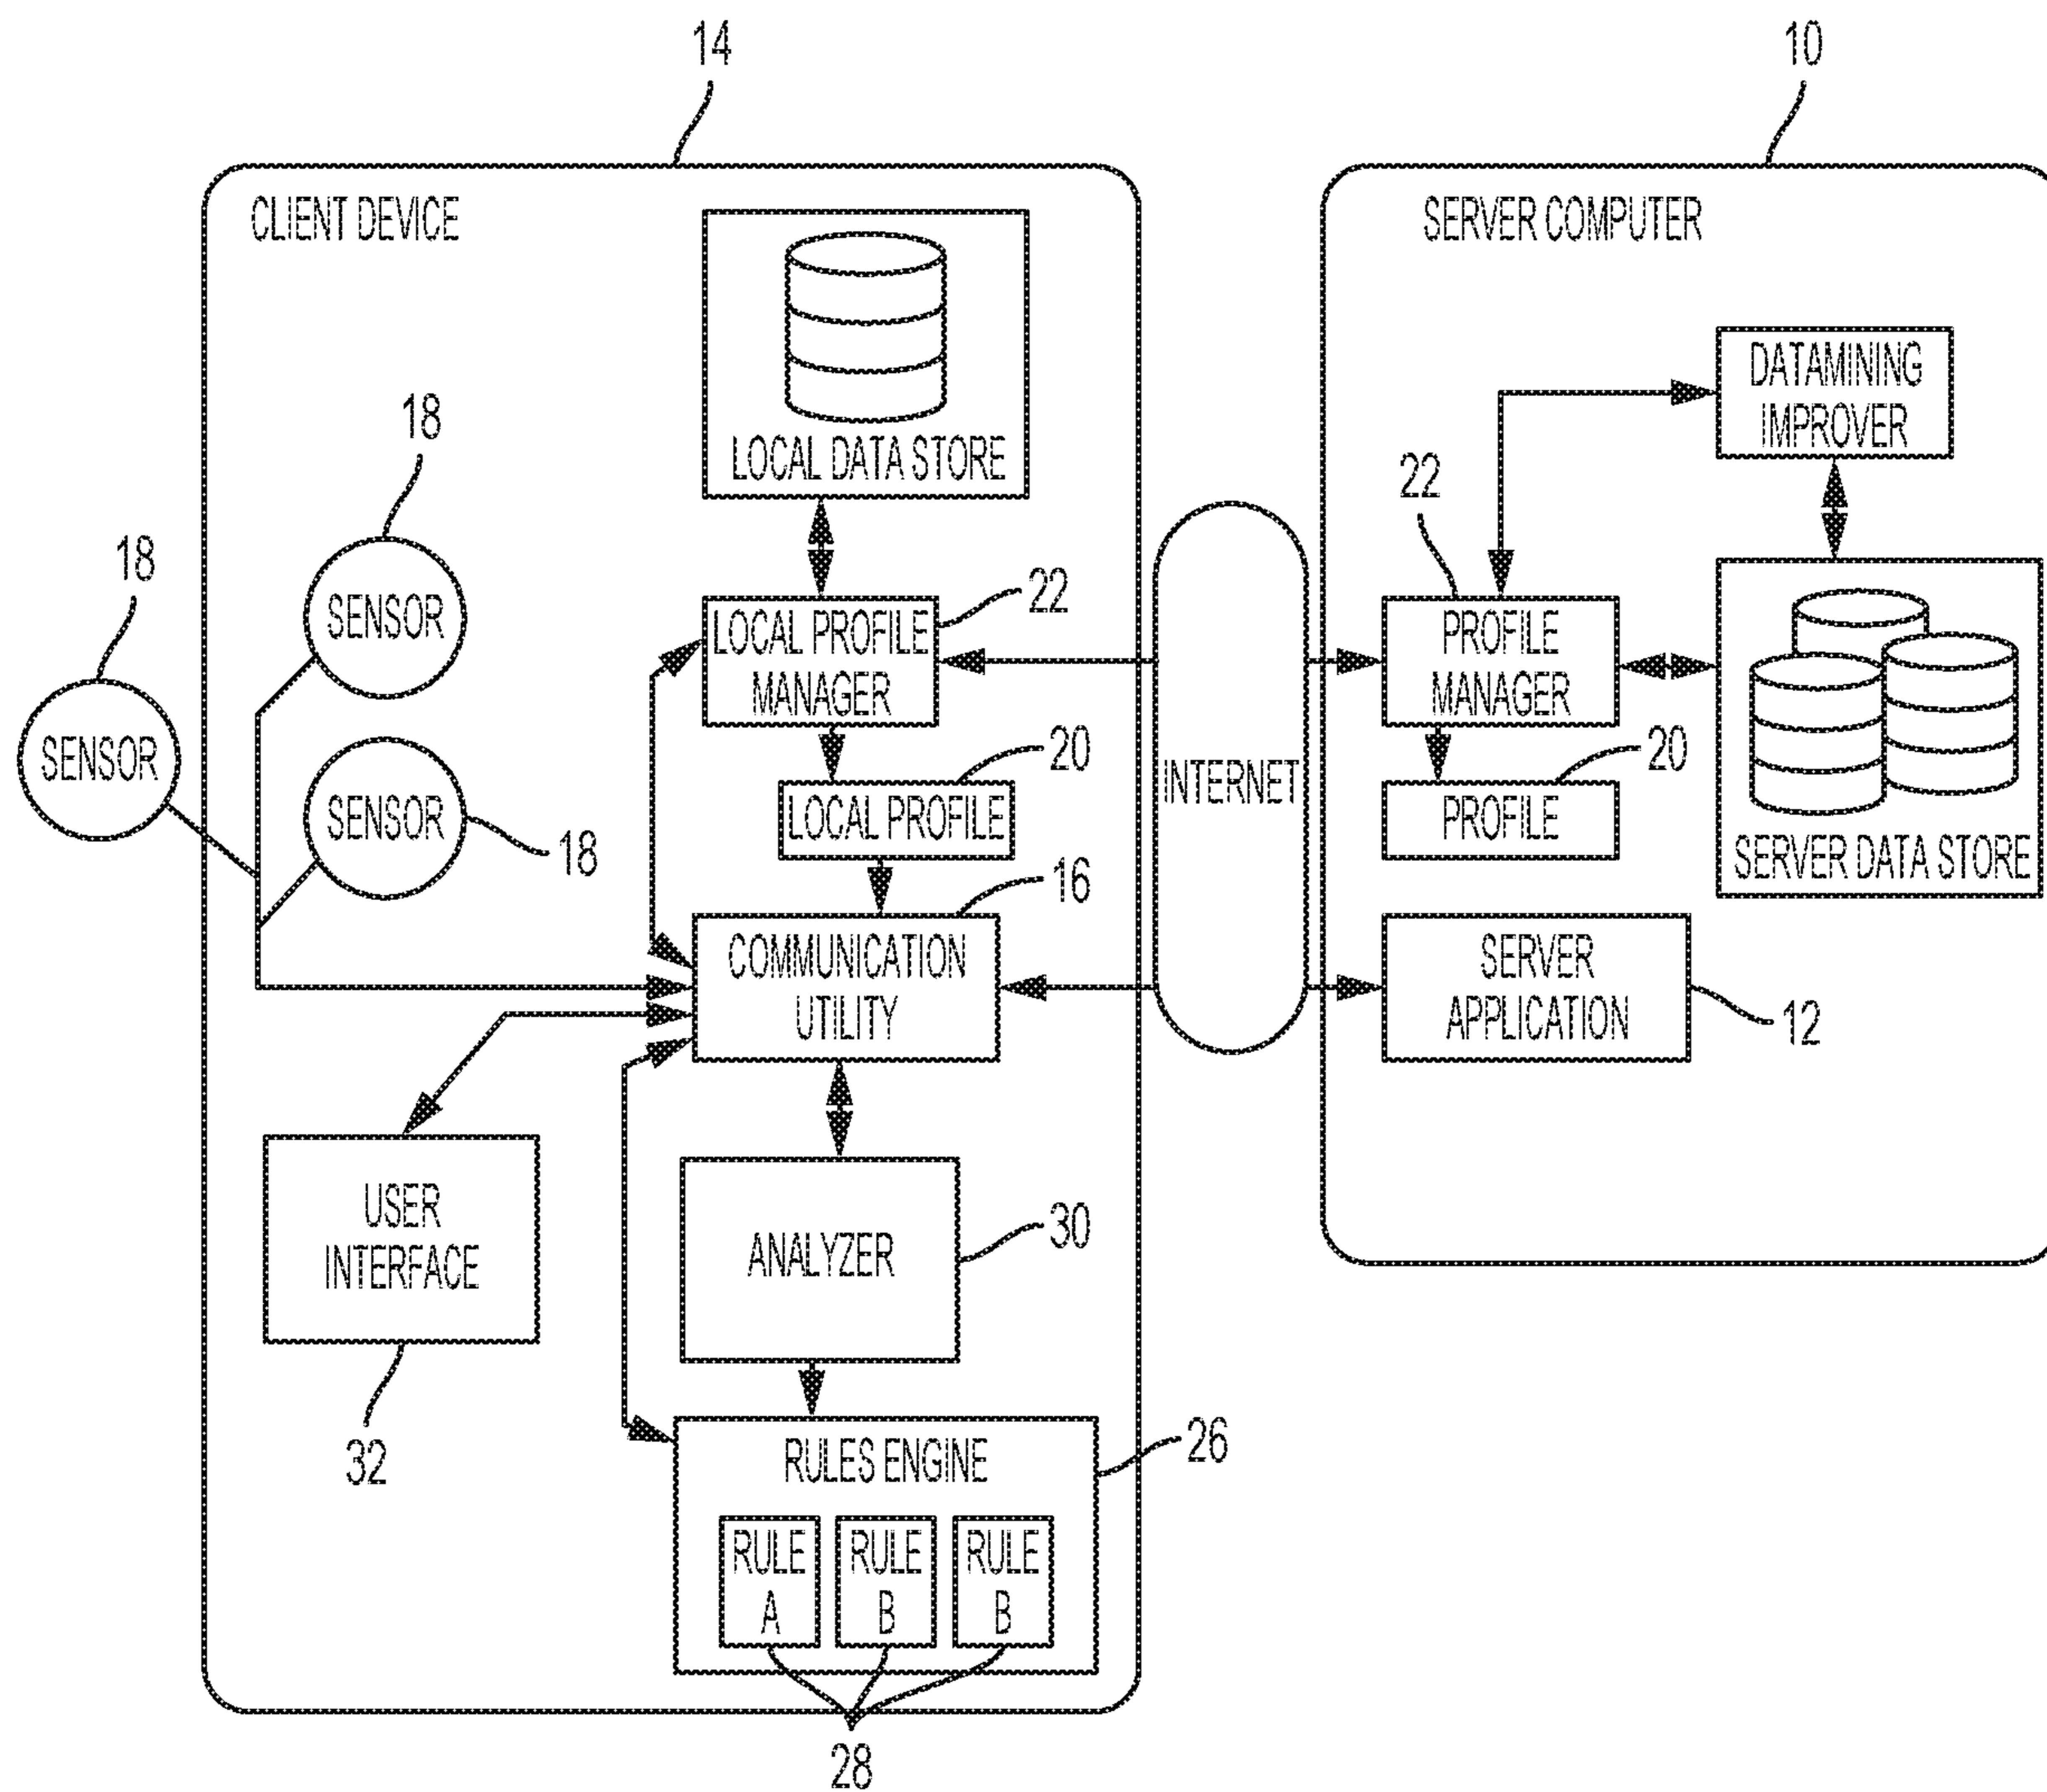 14
10
CLIENT DEVICE
SERVER COMPUTER
LOCAL DATA STORE
DATAMINING
IMPROVER
18
18
SENSOR
SENSOR
SENSOR
18
LOCAL PROFILE
MANAGER
22
22
PROFILE
MANAGER
LOCAL PROFILE
20
INTERNET
PROFILE
20
SERVER DATA STORE
COMMUNICATION
UTILITY
16
SERVER
APPLICATION
12
USER
INTERFACE
32
ANALYZER
30
RULES ENGINE
26
RULE
A
RULE
B
RULE
B
28